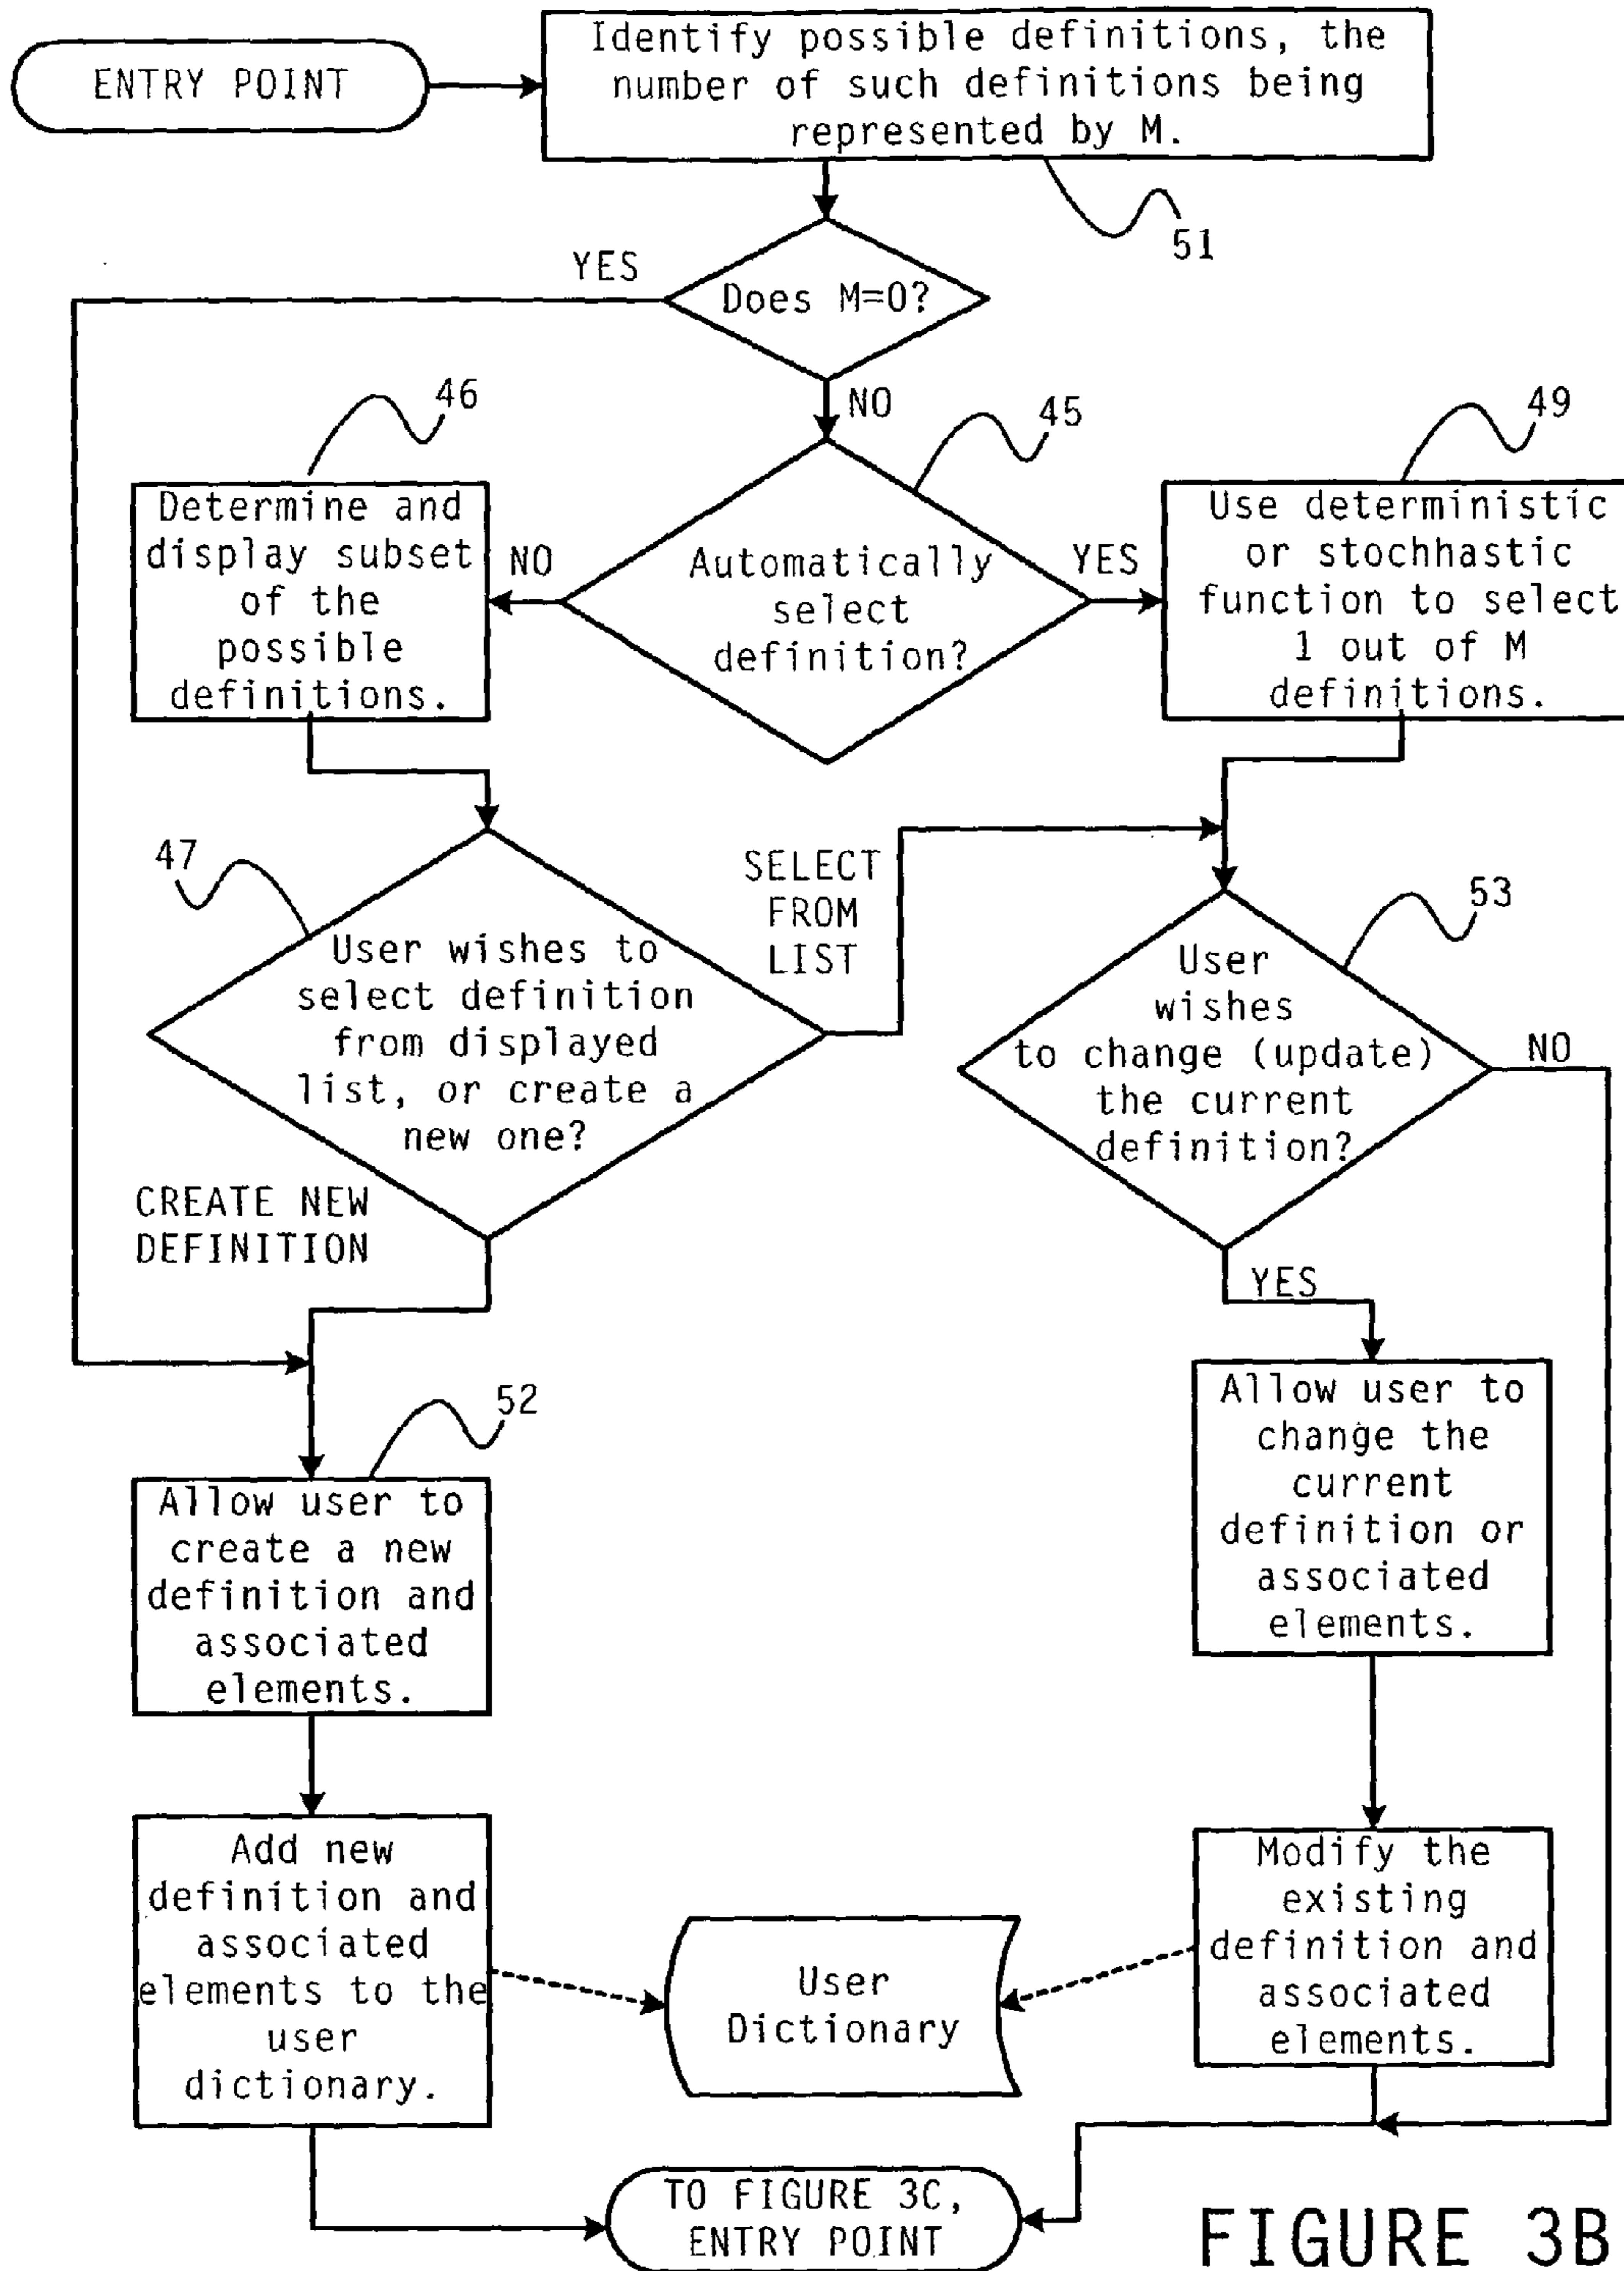 ENTRY POINT
Identify possible definitions, the
number of such definitions being
represented by M.
51
YES
Does M=0?
NO
46
45
49
Determine and
display subset
of the
possible
definitions.
NO
Automatically
select
definition?
YES
Use deterministic
or stochhastic
function to select
1 out of M
definitions.
47
User wishes to
select definition
from displayed
list, or create a
new one?
SELECT
FROM
LIST
53
User
wishes
to change (update)
the current
definition?
NO
CREATE NEW
DEFINITION
YES
52
Allow user to
create a new
definition and
associated
elements.
Allow user to
change the
current
definition or
associated
elements.
Add new
definition and
associated
elements to the
user
dictionary.
User
Dictionary
Modify the
existing
definition and
associated
elements.
TO FIGURE 3C,
ENTRY POINT
FIGURE 3B